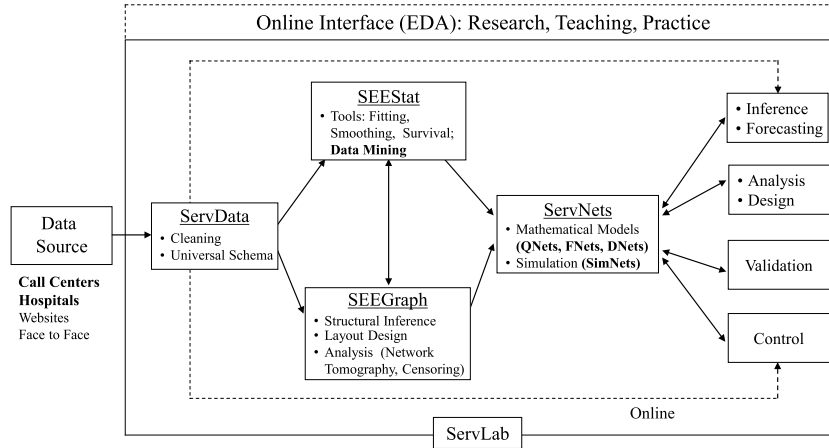 Online Interface (EDA): Research, Teaching, Practice
SEEStat
• Tools: Fitting,
Smoothing, Survival;
Data Mining
• Inference
• Forecasting
• Analysis
• Design
Data
Source
Call Centers
Hospitals
Websites
Face to Face
ServData
• Cleaning
• Universal Schema
ServNets
• Mathematical Models
(QNets, FNets, DNets)
• Simulation (SimNets)
Validation
SEEGraph
• Structural Inference
• Layout Design
• Analysis (Network
Tomography, Censoring)
Control
Online
ServLab